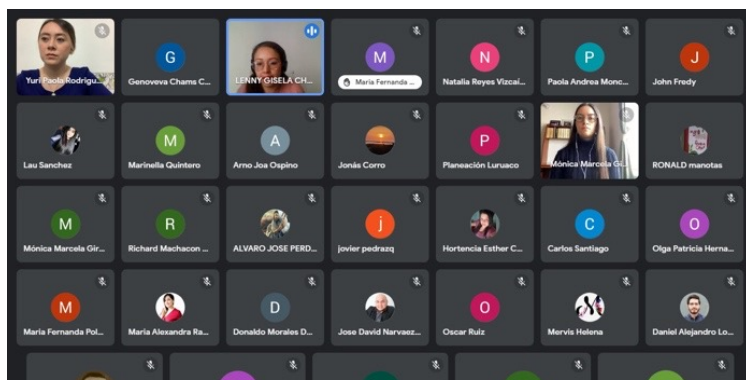 Yuri Paola Rodrigu...
G
Genoveva Chams C...
LENNY GISELA CH...
M
Maria Fernanda ...
N
Natalia Reyes Vizcai...
P
Paola Andrea Monc...
J
John Fredy
Lau Sanchez
M
Marinella Quintero
A
Arno Joa Ospino
Jonás Corro
P
Planeación Luruaco
Mónica Marcela Gi...
RONALD manotas
M
Mónica Marcela Gir...
R
Richard Machacon ...
ALVARO JOSE PERD...
j
jovier pedrazq
Hortencia Esther C...
C
Carlos Santiago
O
Olga Patricia Herna...
M
Maria Fernanda Pol...
Maria Alexandra Ra...
D
Donaldo Morales D...
Jose David Narvaez...
O
Oscar Ruiz
Mervis Helena
Daniel Alejandro Lo...